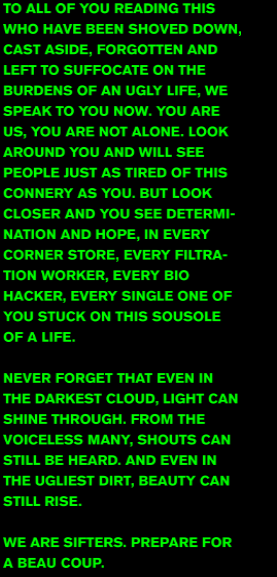 TO ALL OF YOU READING THIS
WHO HAVE BEEN SHOVED DOWN,
CAST ASIDE, FORGOTTEN AND
LEFT TO SUFFOCATE ON THE
BURDENS OF AN UGLY LIFE, WE
SPEAK TO YOU NOW. YOU ARE
US, YOU ARE NOT ALONE. LOOK
AROUND YOU AND WILL SEE
PEOPLE JUST AS TIRED OF THIS
CONNERY AS YOU. BUT LOOK
CLOSER AND YOU SEE DETERMI-
NATION AND HOPE, IN EVERY
CORNER STORE, EVERY FILTRA-
TION WORKER, EVERY BIO
HACKER, EVERY SINGLE ONE OF
YOU STUCK ON THIS SOUSOLE
OF A LIFE.

NEVER FORGET THAT EVEN IN
THE DARKEST CLOUD, LIGHT CAN
SHINE THROUGH. FROM THE
VOICELESS MANY, SHOUTS CAN
STILL BE HEARD. AND EVEN IN
THE UGLIEST DIRT, BEAUTY CAN
STILL RISE.

WE ARE SIFTERS. PREPARE FOR
A BEAU COUP.